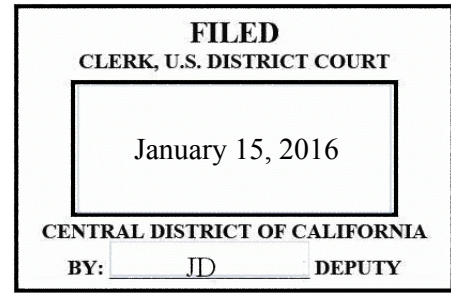 FILED
CLERK, U.S. DISTRICT COURT
January 15, 2016
CENTRAL DISTRICT OF CALIFORNIA
BY: JD DEPUTY